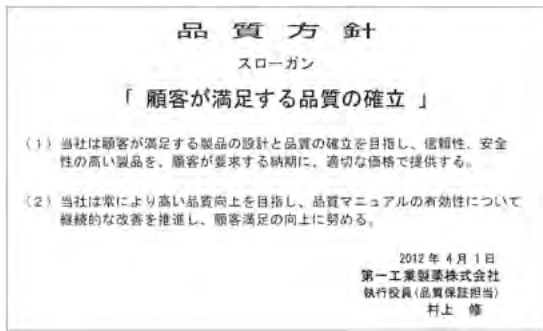 品質方針
スローガン
「 顧客が満足する品質の確立 」
(1) 当社は顧客が満足する製品の設計と品質の確立を目指し、信頼性、安全
性の高い製品を、顧客が要求する納期に、適切な価格で提供する。
(2) 当社は常により高い品質向上を目指し、品質マニュアルの有効性について
継続的な改善を推進し、顧客満足の向上に努める。
2012年4月1日
第一工業製薬株式会社
執行役員(品質保証担当)
村上 修